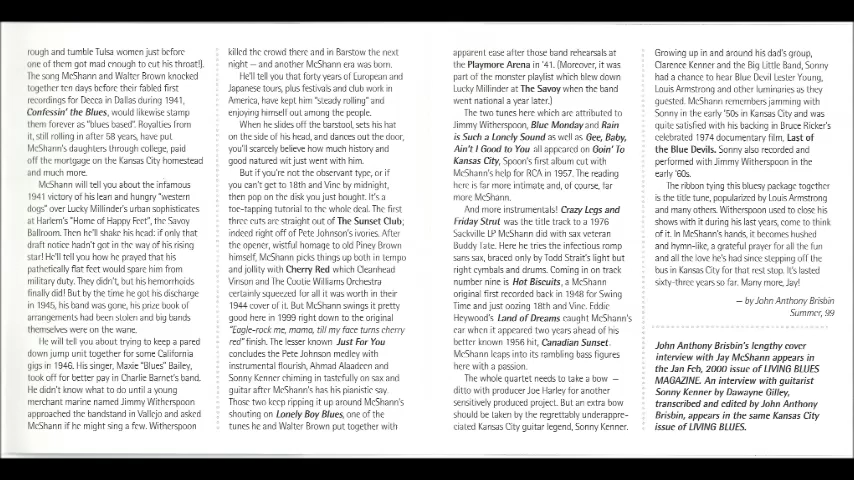 rough and tumble Tulsa women just before
one of them got mad enough to cut his throat!).
The song McShann and Walter Brown knocked
together ten days before their fabled first
recordings for Decca in Dallas during 1941,
Confessin' the Blues, would likewise stamp
them forever as "blues based". Royalties from
it, still rolling in after 58 years, have put
McShann's daughters through college, paid
off the mortgage on the Kansas City homestead
and much more.
McShann will tell you about the infamous
1941 victory of his lean and hungry "western
dogs" over Lucky Millinder's urban sophisticates
at Harlem's "Home of Happy Feet", the Savoy
Ballroom. Then he'll shake his head: if only that
draft notice hadn't got in the way of his rising
star! He'll tell you how he prayed that his
pathetically flat feet would spare him from
military duty. They didn't, but his hemorrhoids
finally did! But by the time he got his discharge
in 1945, his band was gone, his prize book of
arrangements had been stolen and big bands
themselves were on the wane.
He will tell you about trying to keep a pared
down jump unit together for some California
gigs in 1946. His singer, Maxie "Blues" Bailey,
took off for better pay in Charlie Barnet's band.
He didn't know what to do until a young
merchant marine named Jimmy Witherspoon
approached the bandstand in Vallejo and asked
McShann if he might sing a few. Witherspoon
killed the crowd there and in Barstow the next
night — and another McShann era was born.
He'll tell you that forty years of European and
Japanese tours, plus festivals and club work in
America, have kept him "steady rolling" and
enjoying himself out among the people.
When he slides off the barstool, sets his hat
on the side of his head, and dances out the door,
you'll scarcely believe how much history and
good natured wit just went with him.
But if you're not the observant type, or if
you can't get to 18th and Vine by midnight,
then pop on the disk you just bought. It's a
toe-tapping tutorial to the whole deal. The first
three cuts are straight out of The Sunset Club;
indeed right off of Pete Johnson's ivories. After
the opener, wistful homage to old Piney Brown
himself, McShann picks things up both in tempo
and jollity with Cherry Red which Cleanhead
Vinson and The Cootie Williams Orchestra
certainly squeezed for all it was worth in their
1944 cover of it. But McShann swings it pretty
good here in 1999 right down to the original
"Eagle-rock me, mama, till my face turns cherry
red" finish. The lesser known Just For You
concludes the Pete Johnson medley with
instrumental flourish, Ahmad Alaadeen and
Sonny Kenner chiming in tastefully on sax and
guitar after McShann's has his pianistic say.
Those two keep ripping it up around McShann's
shouting on Lonely Boy Blues, one of the
tunes he and Walter Brown put together with
apparent ease after those band rehearsals at
the Playmore Arena in '41. (Moreover, it was
part of the monster playlist which blew down
Lucky Millinder at The Savoy when the band
went national a year later.)
The two tunes here which are attributed to
Jimmy Witherspoon, Blue Monday and Rain
is Such a Lonely Sound as well as Gee, Baby,
Ain't I Good to You all appeared on Goin' To
Kansas City, Spoon's first album cut with
McShann's help for RCA in 1957. The reading
here is far more intimate and, of course, far
more McShann.
And more instrumentals! Crazy Legs and
Friday Strut was the title track to a 1976
Sackville LP McShann did with sax veteran
Buddy Tate. Here he tries the infectious romp
sans sax, braced only by Todd Strait's light but
right cymbals and drums. Coming in on track
number nine is Hot Biscuits, a McShann
original first recorded back in 1948 for Swing
Time and just oozing 18th and Vine. Eddie
Heywood's Land of Dreams caught McShann's
ear when it appeared two years ahead of his
better known 1956 hit, Canadian Sunset.
McShann leaps into its rambling bass figures
here with a passion.
The whole quartet needs to take a bow —
ditto with producer Joe Harley for another
sensitively produced project. But an extra bow
should be taken by the regrettably underappre-
ciated Kansas City guitar legend, Sonny Kenner.
Growing up in and around his dad's group,
Clarence Kenner and the Big Little Band, Sonny
had a chance to hear Blue Devil Lester Young,
Louis Armstrong and other luminaries as they
guested. McShann remembers jamming with
Sonny in the early '50s in Kansas City and was
quite satisfied with his backing in Bruce Ricker's
celebrated 1974 documentary film, Last of
the Blue Devils. Sonny also recorded and
performed with Jimmy Witherspoon in the
early '60s.
The ribbon tying this bluesy package together
is the title tune, popularized by Louis Armstrong
and many others. Witherspoon used to close his
shows with it during his last years, come to think
of it. In McShann's hands, it becomes hushed
and hymn-like, a grateful prayer for all the fun
and all the love he's had since stepping off the
bus in Kansas City for that rest stop. It's lasted
sixty-three years so far. Many more, Jay!
— by John Anthony Brisbin
Summer, 99
John Anthony Brisbin's lengthy cover
interview with Jay McShann appears in
the Jan Feb, 2000 issue of LIVING BLUES
MAGAZINE. An interview with guitarist
Sonny Kenner by Dawayne Gilley,
transcribed and edited by John Anthony
Brisbin, appears in the same Kansas City
issue of LIVING BLUES.